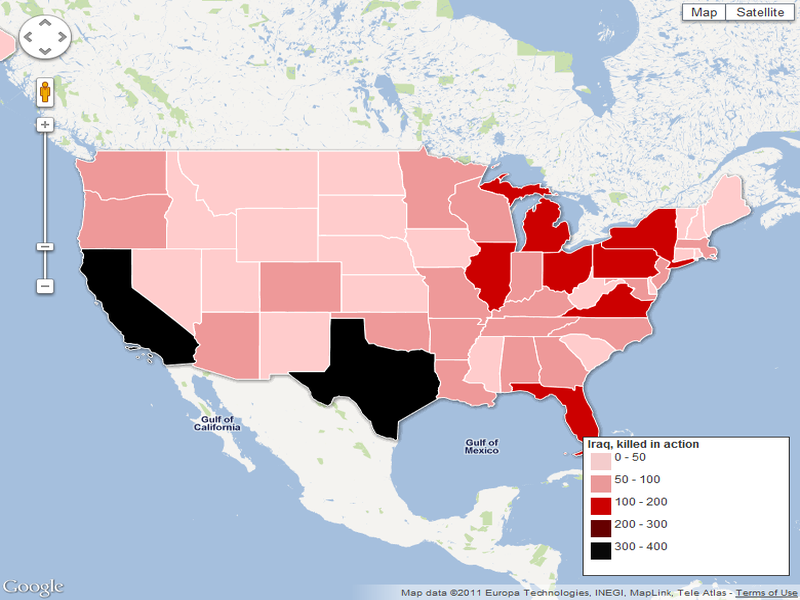 Map Satellite
Gulf of
California
Gulf of
Mexico
Iraq, killed in action
0 - 50
50 - 100
100 - 200
200 - 300
300 - 400
Google
Map data ©2011 Europa Technologies, INEGI, MapLink, Tele Atlas - Terms of Use